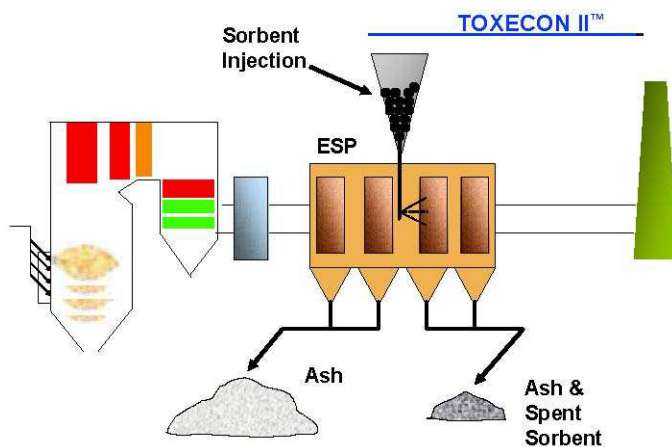 TOXECON II™
Sorbent
Injection
ESP
Ash
Ash &
Spent
Sorbent